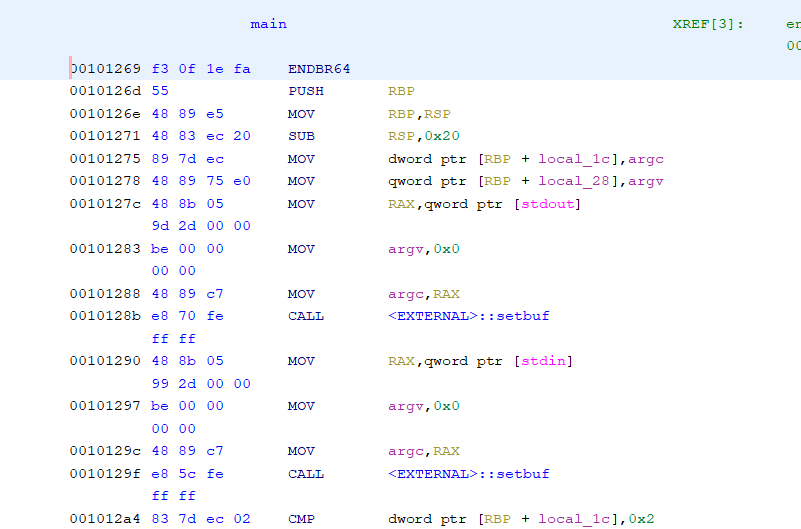 main XREF[3]: en
00
00101269 f3 0f 1e fa ENDBR64
0010126d 55 PUSH RBP
0010126e 48 89 e5 MOV RBP,RSP
00101271 48 83 ec 20 SUB RSP,0x20
00101275 89 7d ec MOV dword ptr [RBP + local_1c],argc
00101278 48 89 75 e0 MOV qword ptr [RBP + local_28],argv
0010127c 48 8b 05 MOV RAX,qword ptr [stdout]
9d 2d 00 00
00101283 be 00 00 MOV argv,0x0
00 00
00101288 48 89 c7 MOV argc,RAX
0010128b e8 70 fe CALL <EXTERNAL>::setbuf
ff ff
00101290 48 8b 05 MOV RAX,qword ptr [stdin]
99 2d 00 00
00101297 be 00 00 MOV argv,0x0
00 00
0010129c 48 89 c7 MOV argc,RAX
0010129f e8 5c fe CALL <EXTERNAL>::setbuf
ff ff
001012a4 83 7d ec 02 CMP dword ptr [RBP + local_1c],0x2